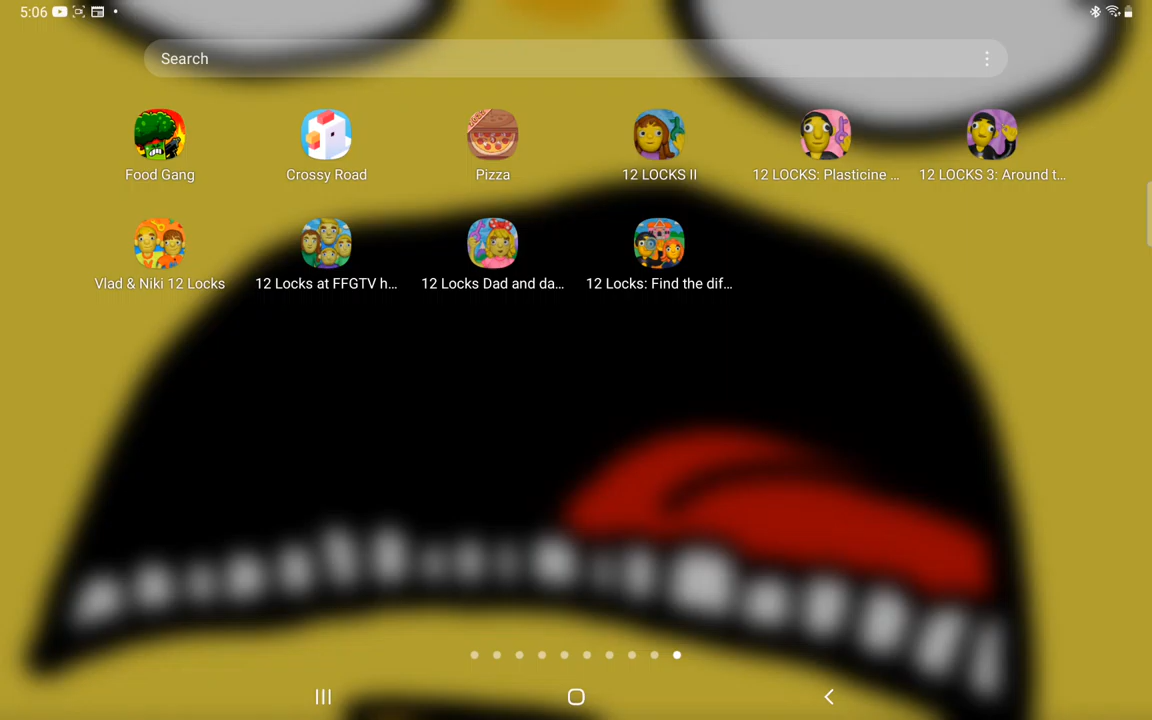 5:06
Search
Food Gang
Crossy Road
Pizza
12 LOCKS II
12 LOCKS: Plasticine ...
12 LOCKS 3: Around t...
Vlad & Niki 12 Locks
12 Locks at FFGTV h...
12 Locks Dad and da...
12 Locks: Find the dif...